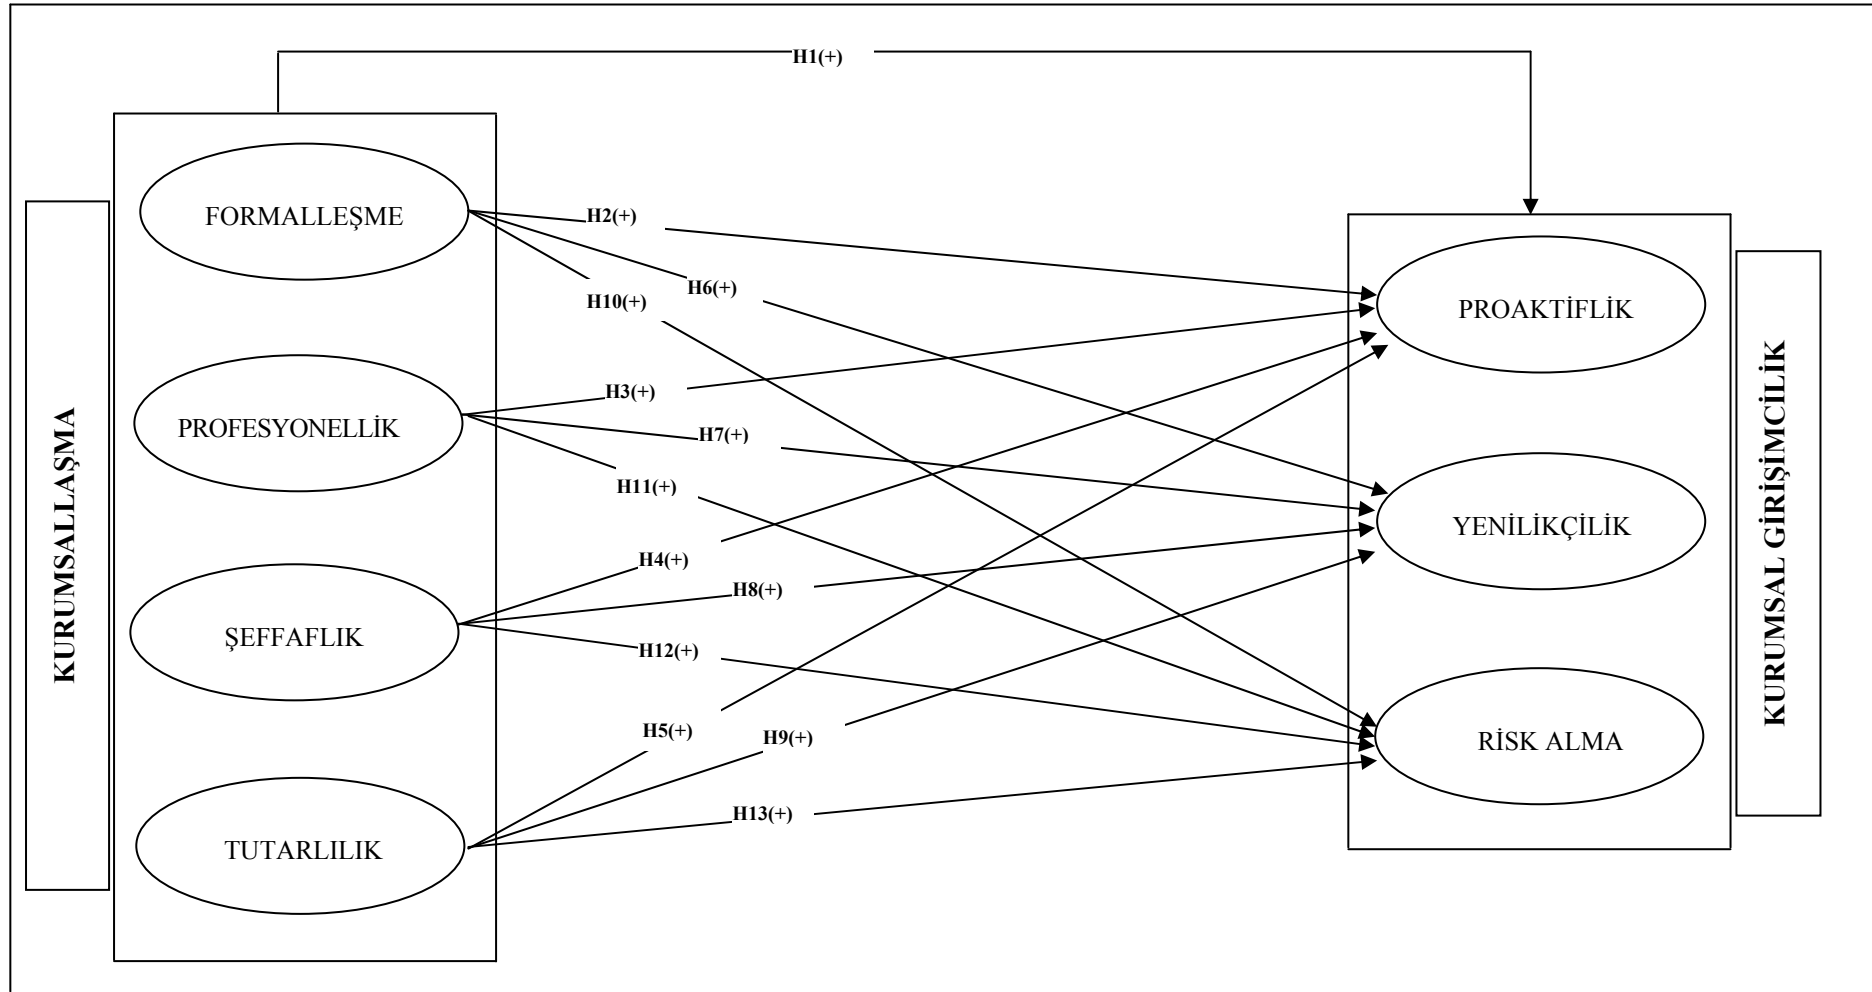 H1(+)
KURUMSALLAŞMA
FORMALLEŞME
PROFESYONELLİK
ŞEFFAFLIK
TUTARLILIK
H2(+)
H6(+)
H10(+)
H3(+)
H7(+)
H11(+)
H4(+)
H8(+)
H12(+)
H5(+)
H9(+)
H13(+)
PROAKTİFLİK
YENİLİKÇİLİK
RİSK ALMA
KURUMSAL GİRİŞİMCİLİK